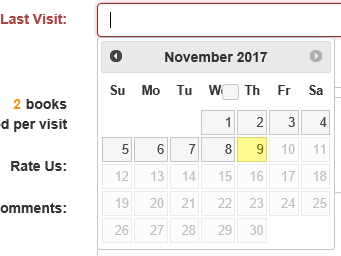 Last Visit:
November 2017
Su Mo Tu We Th Fr Sa
1 2 3 4
5 6 7 8 9 10 11
2 books
12 13 14 15 16 17 18
d per visit
19 20 21 22 23 24 25
Rate Us:
26 27 28 29 30
omments: